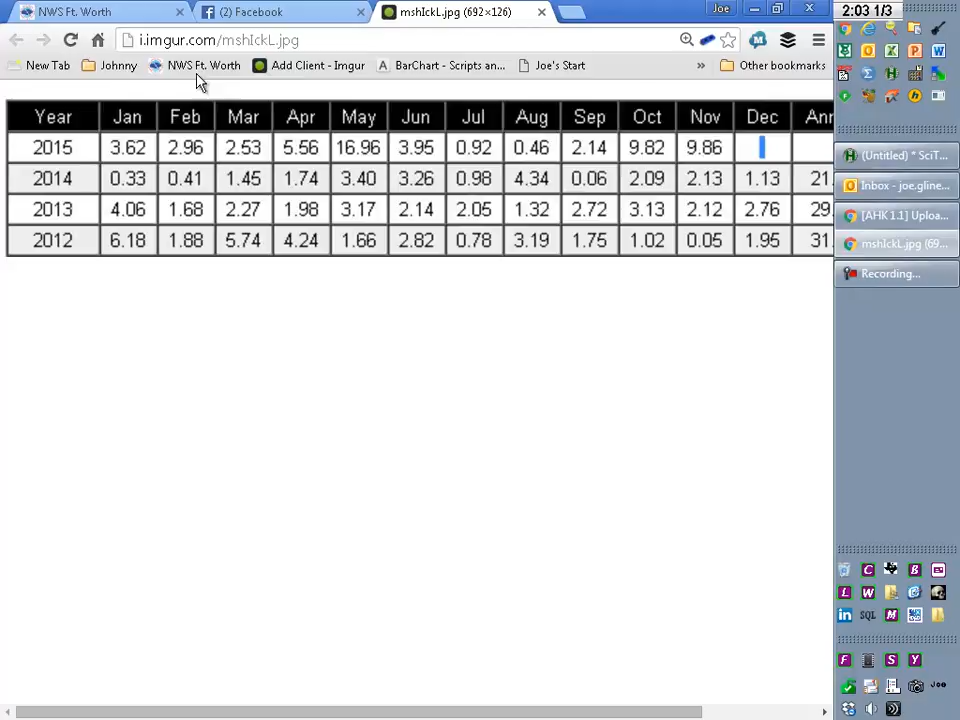 NWS Ft. Worth
(2) Facebook
mshIckL.jpg (692×126)
Joe
2:03 1/3
i.imgur.com/mshIckL.jpg
New Tab Johnny NWS Ft. Worth Add Client - Imgur BarChart - Scripts an... Joe's Start » Other bookmarks
Year Jan Feb Mar Apr May Jun Jul Aug Sep Oct Nov Dec Ann
2015 3.62 2.96 2.53 5.56 16.96 3.95 0.92 0.46 2.14 9.82 9.86
2014 0.33 0.41 1.45 1.74 3.40 3.26 0.98 4.34 0.06 2.09 2.13 1.13 21.
2013 4.06 1.68 2.27 1.98 3.17 2.14 2.05 1.32 2.72 3.13 2.12 2.76 29.
2012 6.18 1.88 5.74 4.24 1.66 2.82 0.78 3.19 1.75 1.02 0.05 1.95 31.
(Untitled) * SciT...
Inbox - joe.gline...
[AHK 1.1] Uploa...
mshIckL.jpg (69...
Recording...
C B
L W
in SQL M
F S Y
JOE